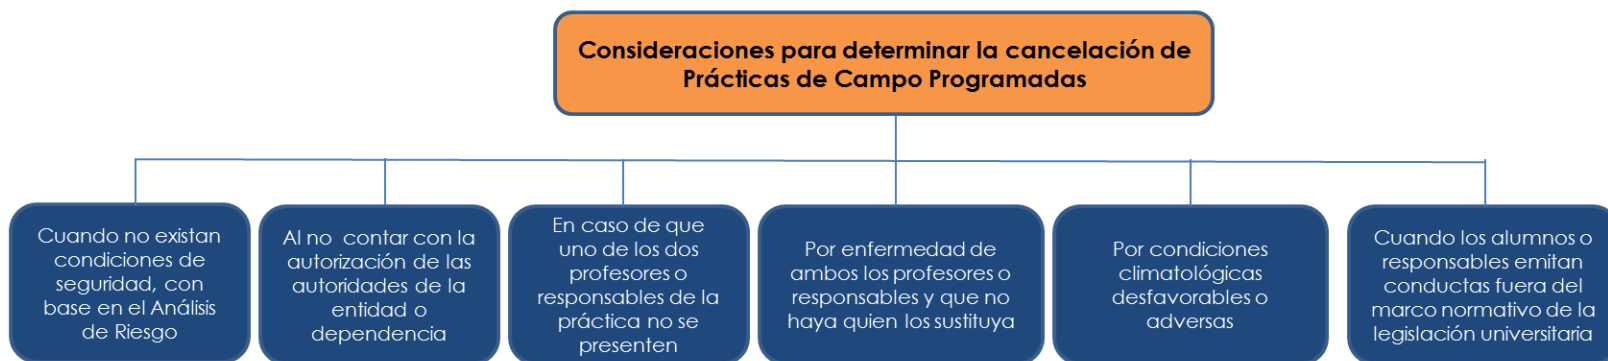 Consideraciones para determinar la cancelación de
Prácticas de Campo Programadas
Cuando no existan
condiciones de
seguridad, con
base en el Análisis
de Riesgo
Al no contar con la
autorización de las
autoridades de la
entidad o
dependencia
En caso de que
uno de los dos
profesores o
responsables de la
práctica no se
presenten
Por enfermedad de
ambos los profesores o
responsables y que no
haya quien los sustituya
Por condiciones
climatológicas
desfavorables o
adversas
Cuando los alumnos o
responsables emitan
conductas fuera del
marco normativo de la
legislación universitaria